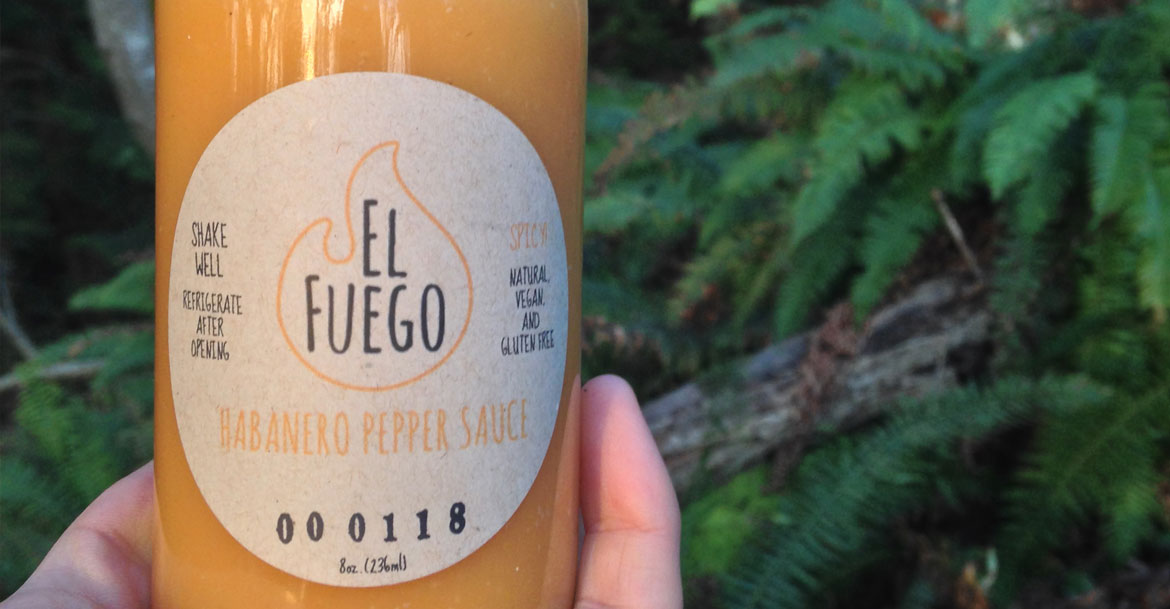 EL
FUEGO
SHAKE
WELL
REFRIGERATE
AFTER
OPENING
SPICY!
NATURAL,
VEGAN,
AND
GLUTEN FREE
HABANERO PEPPER SAUCE
00 0118
8oz. (236ml)